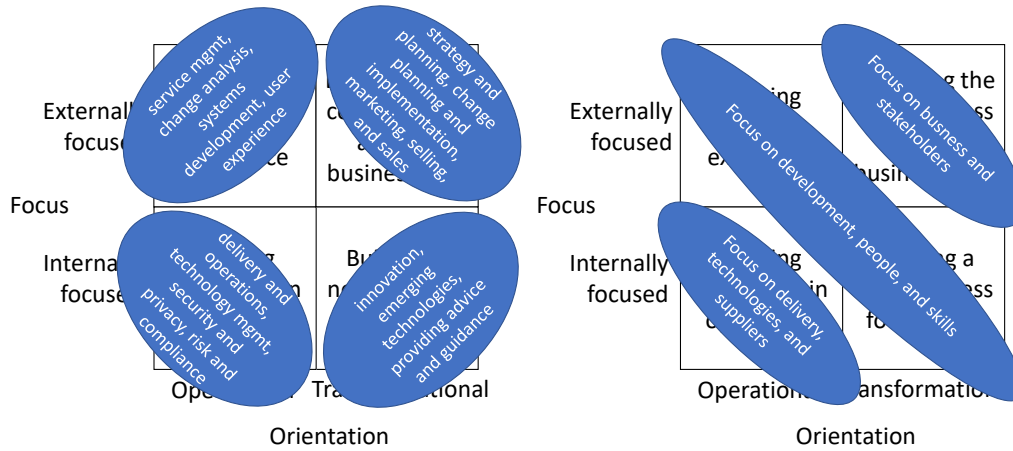 service mgmt,
change analysis,
systems
development, user
experience
strategy and
planning, change
planning and
implementation,
marketing, selling,
and sales
Externally
focused
business
Focus
Internally
focused
delivery and
operations,
technology mgmt,
security and
privacy, risk and
compliance
innovation,
emerging
technologies,
providing advice
and guidance
Orientation
Focus on business and
stakeholders
the
Externally
focused
Focus on development, people, and skills
Focus
Internally
focused
Focus on delivery,
technologies, and
suppliers
in
a
Orientation